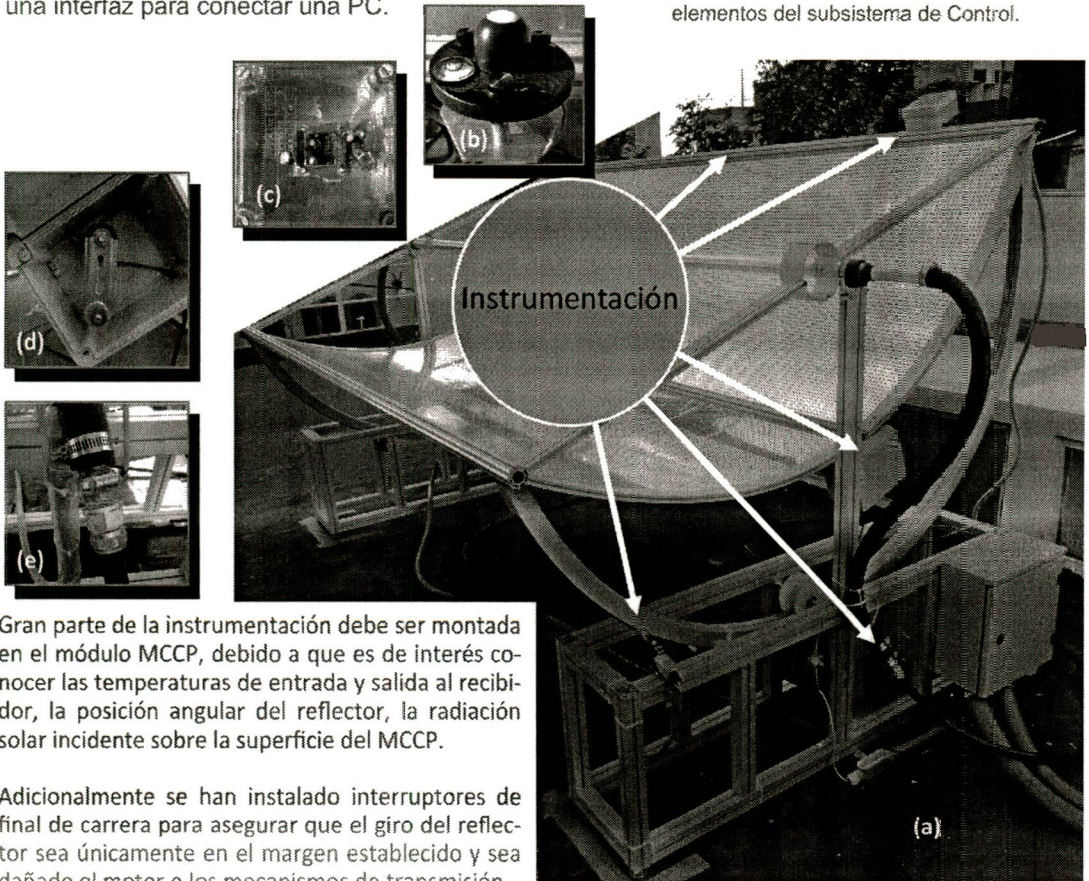 una interfaz para conectar una PC.
elementos del subsistema de Control.
(b)
(c)
(d)
Instrumentación
(e)
Gran parte de la instrumentación debe ser montada
en el módulo MCCP, debido a que es de interés co-
nocer las temperaturas de entrada y salida al recibi-
dor, la posición angular del reflector, la radiación
solar incidente sobre la superficie del MCCP.
Adicionalmente se han instalado interruptores de
final de carrera para asegurar que el giro del reflec-
tor sea únicamente en el margen establecido y sea
dañado el motor o los mecanismos de transmisión
(a)